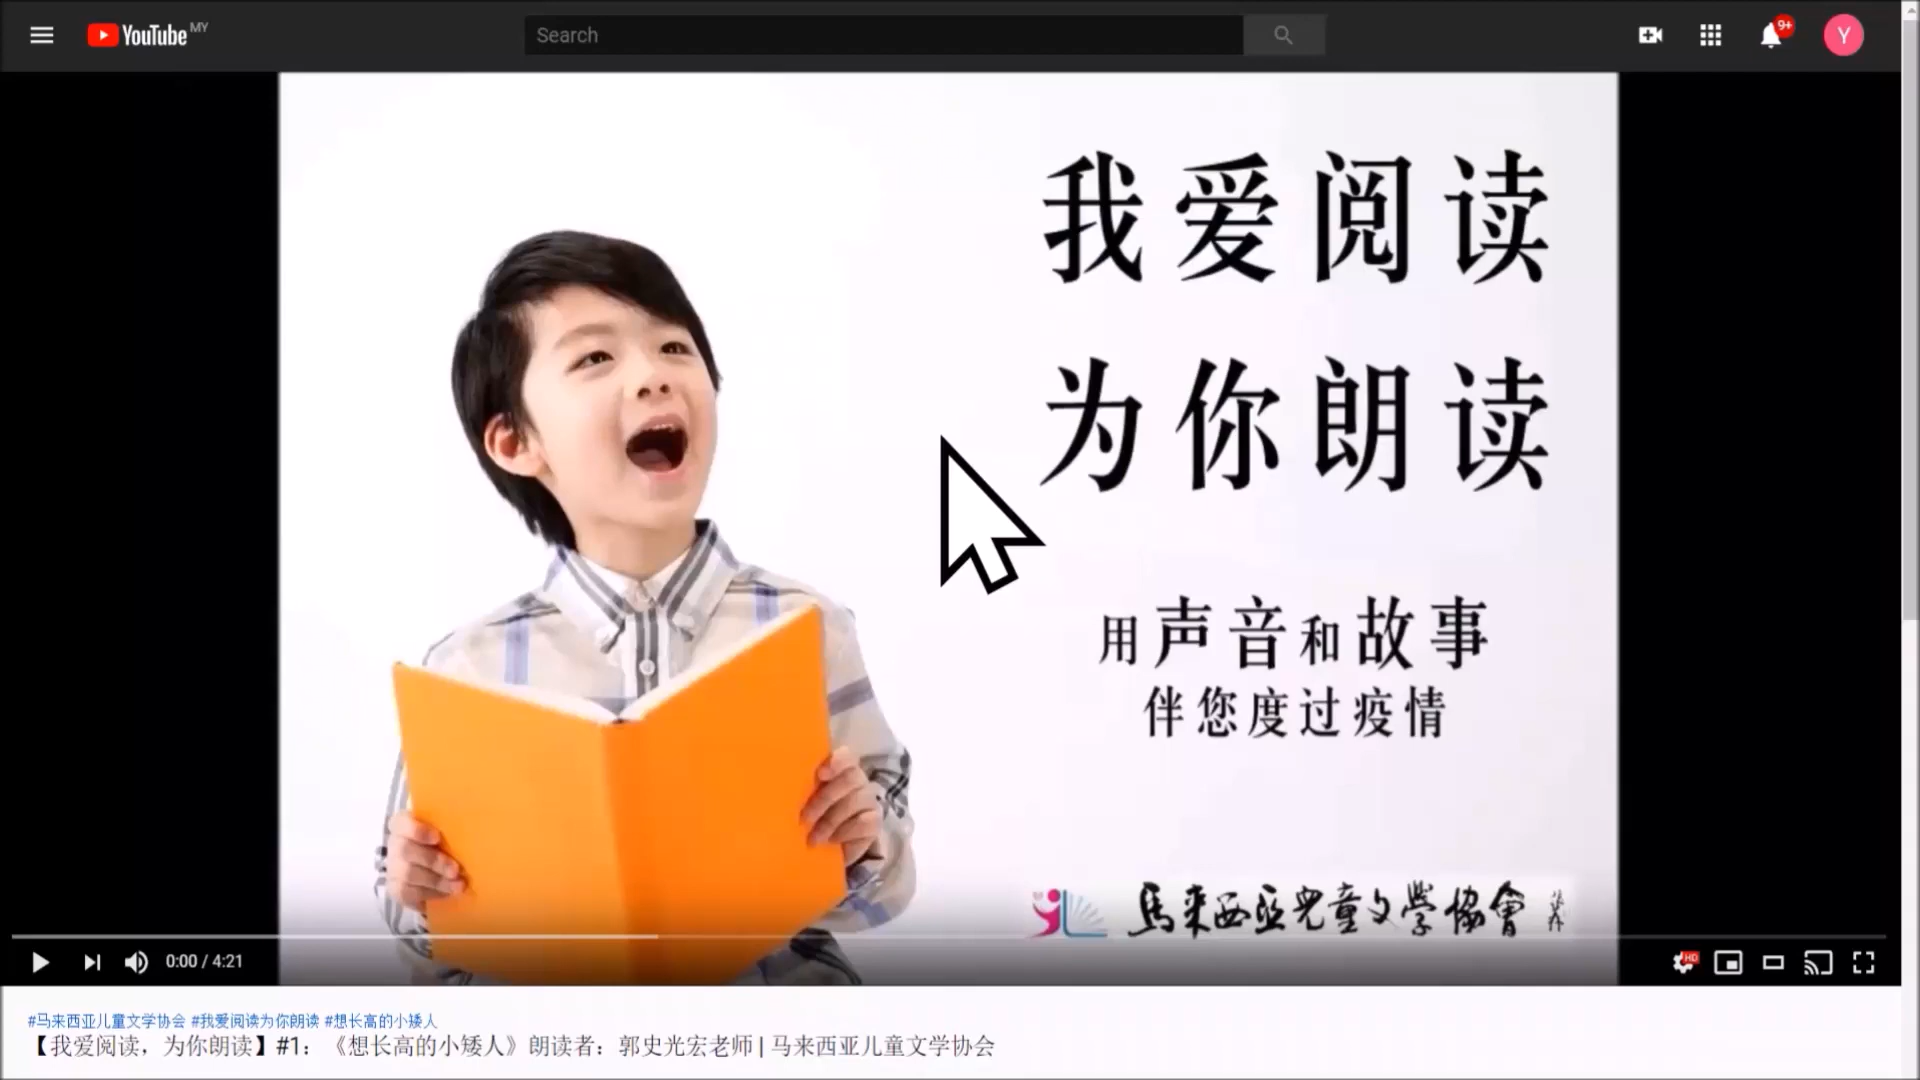 YouTube MY
Search
9+
Y
我爱阅读
为你朗读
用声音和故事
伴您度过疫情
馬来西亞兒童文學協會
0:00 / 4:21
HD
#马来西亚儿童文学协会 #我爱阅读为你朗读 #想长高的小矮人
【我爱阅读，为你朗读】#1：《想长高的小矮人》朗读者：郭史光宏老师 | 马来西亚儿童文学协会